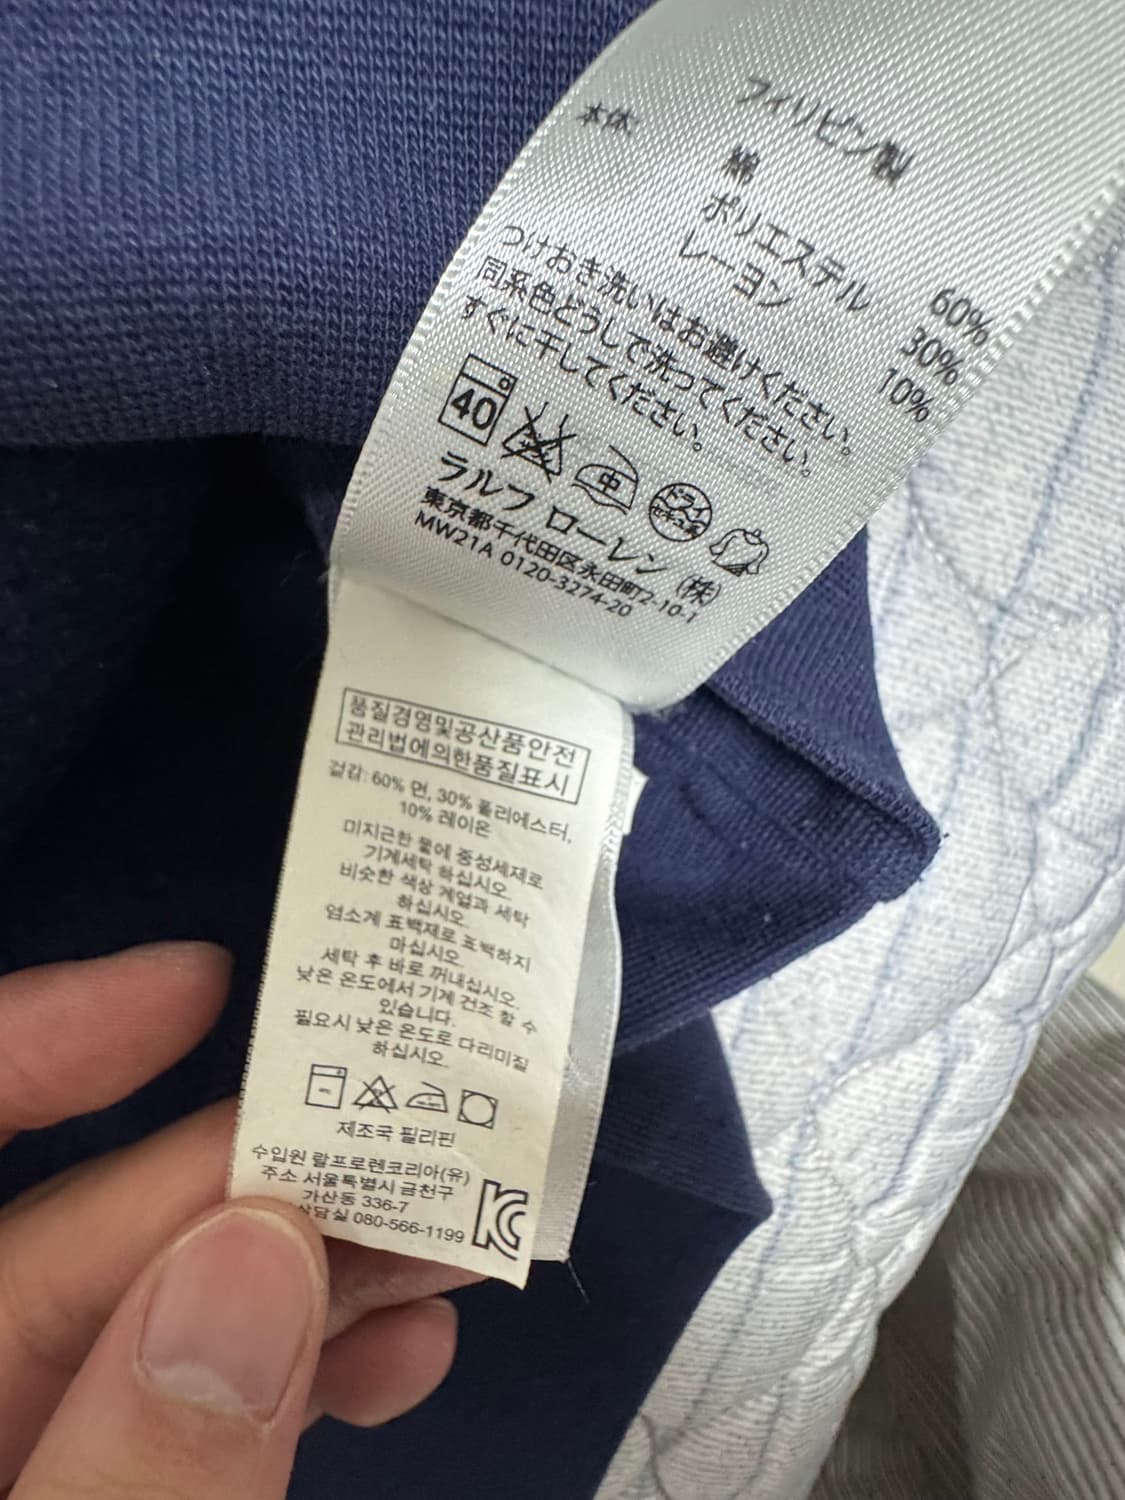 フィリピン製
本体
綿 60%
ポリエステル 30%
レーヨン 10%
つけおき洗いはお避けください。
同系色どうしで洗ってください。
すぐに干してください。
40
中
ドライ
セキユ系
ラルフ ローレン (株)
東京都千代田区永田町2-10-1
MW21A 0120-3274-20
품질경영및공산품안전
관리법에의한품질표시
겉감: 60% 면, 30% 폴리에스터,
10% 레이온
미지근한 물에 중성세제로
기계세탁 하십시오.
비슷한 색상 계열과 세탁
하십시오.
염소계 표백제로 표백하지
마십시오.
세탁 후 바로 꺼내십시오.
낮은 온도에서 기계 건조 할 수
있습니다.
필요시 낮은 온도로 다리미질
하십시오.
제조국 필리핀
수입원 랄프로렌코리아(유)
주소 서울특별시 금천구
가산동 336-7
상담실 080-566-1199